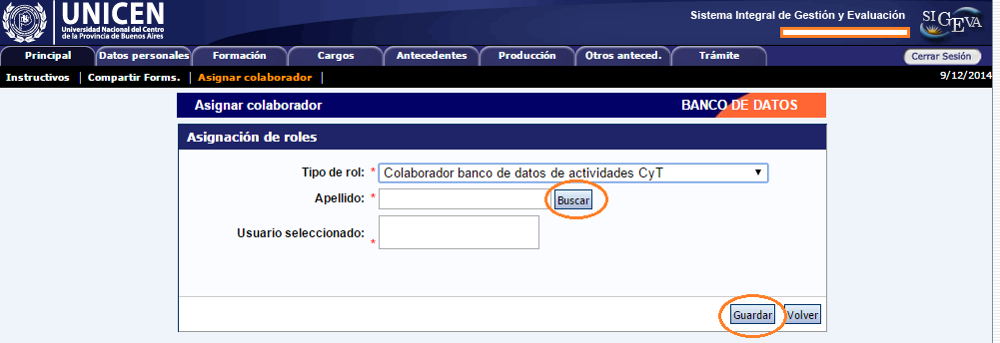 UNICEN
Universidad Nacional del Centro
de la Provincia de Buenos Aires
Sistema Integral de Gestión y Evaluación
SIGEVA
Principal Datos personales Formación Cargos Antecedentes Producción Otros anteced. Trámite Cerrar Sesión
Instructivos | Compartir Forms. | Asignar colaborador | 9/12/2014
Asignar colaborador BANCO DE DATOS
Asignación de roles
Tipo de rol: * Colaborador banco de datos de actividades CyT ▼
Apellido: * Buscar
Usuario seleccionado: *
Guardar Volver